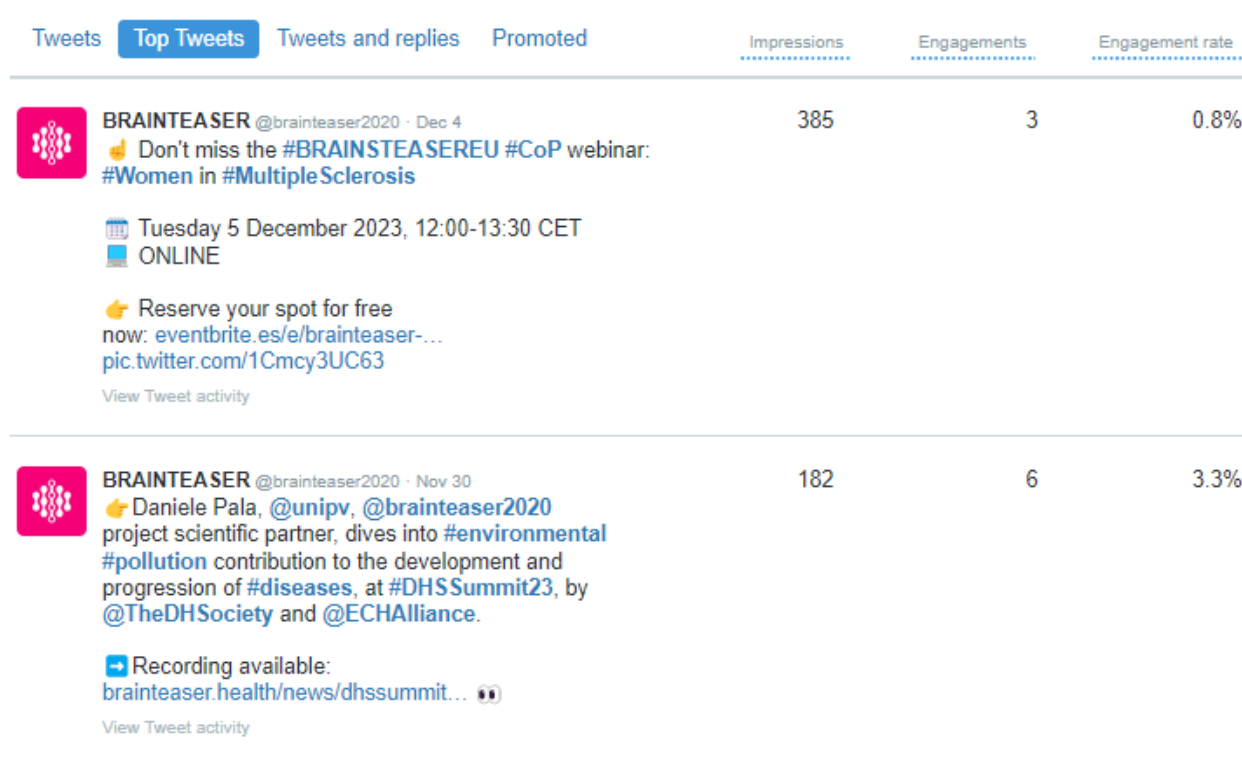 Tweets Top Tweets Tweets and replies Promoted Impressions Engagements Engagement rate
BRAINTEASER @brainteaser2020 · Dec 4 385 3 0.8%
☝ Don't miss the #BRAINSTEASEREU #CoP webinar:
#Women in #MultipleSclerosis
🗓 Tuesday 5 December 2023, 12:00-13:30 CET
💻 ONLINE
👉 Reserve your spot for free
now: eventbrite.es/e/brainteaser-…
pic.twitter.com/1Cmcy3UC63
View Tweet activity
BRAINTEASER @brainteaser2020 · Nov 30 182 6 3.3%
👉Daniele Pala, @unipv, @brainteaser2020
project scientific partner, dives into #environmental
#pollution contribution to the development and
progression of #diseases, at #DHSSummit23, by
@TheDHSociety and @ECHAlliance.
➡Recording available:
brainteaser.health/news/dhssummit… 👀
View Tweet activity